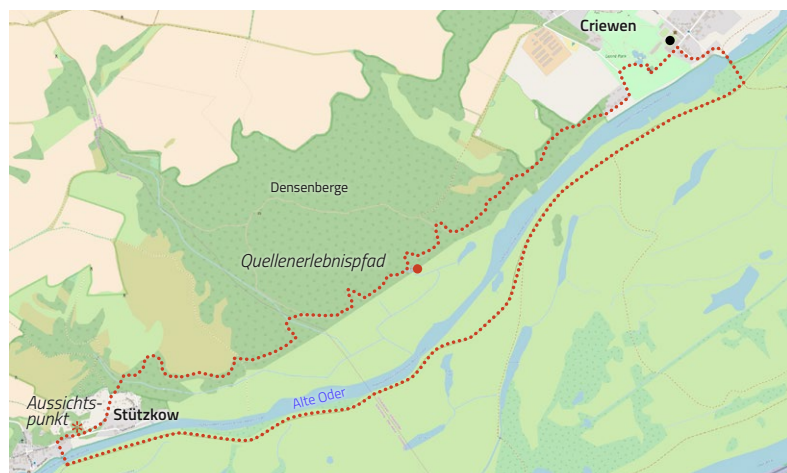 Criewen
Densenberge
Quellenerlebnispfad
Alte Oder
Aussichts-
punkt
Stützkow